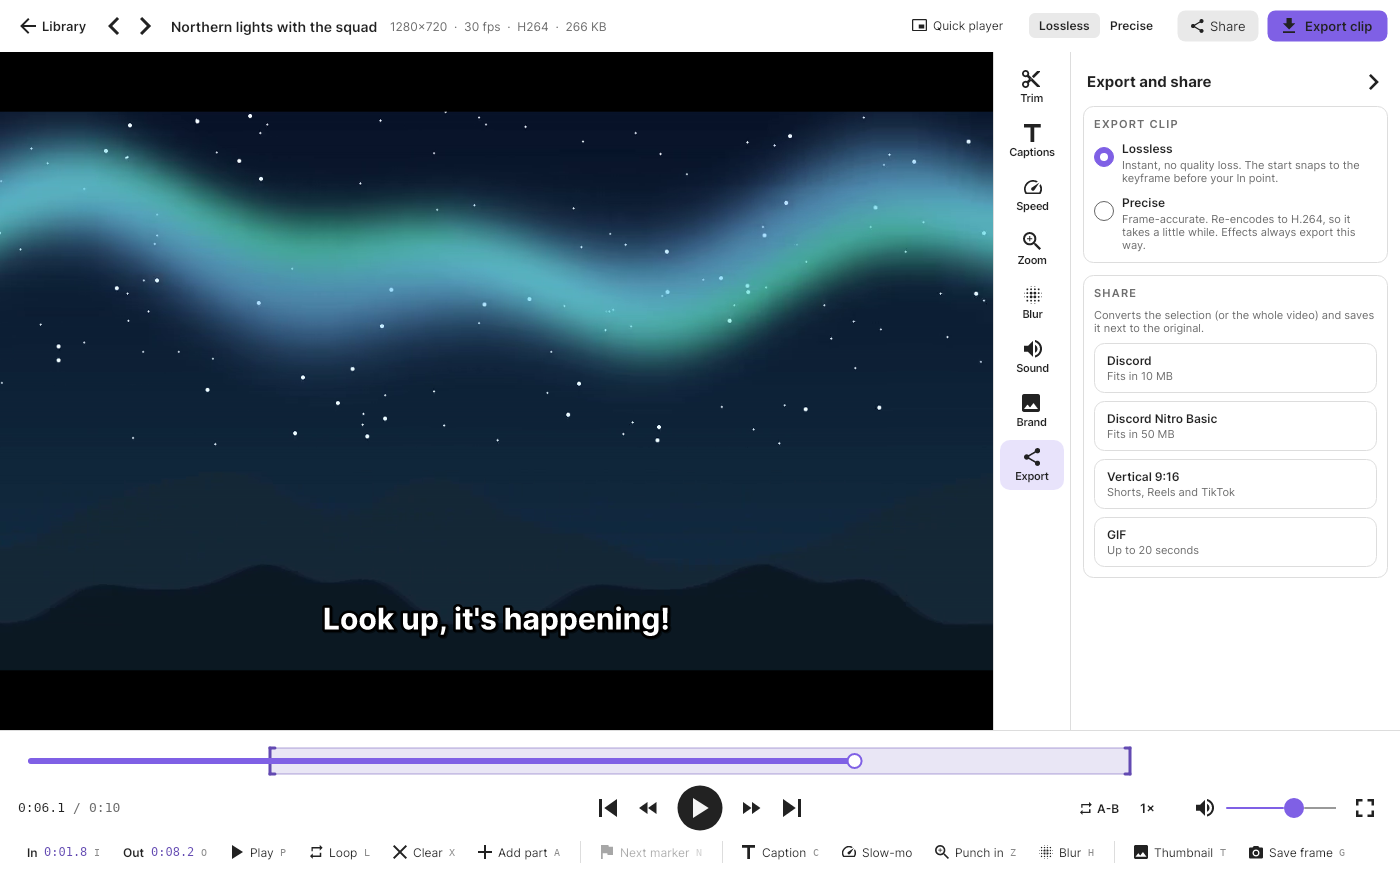 Library
Northern lights with the squad
1280×720 · 30 fps · H264 · 266 KB
Quick player
Lossless
Precise
Share
Export clip
Look up, it's happening!
Trim
Captions
Speed
Zoom
Blur
Sound
Brand
Export
Export and share
EXPORT CLIP
Lossless
Instant, no quality loss. The start snaps to the
keyframe before your In point.
Precise
Frame-accurate. Re-encodes to H.264, so it
takes a little while. Effects always export this
way.
SHARE
Converts the selection (or the whole video) and saves
it next to the original.
Discord
Fits in 10 MB
Discord Nitro Basic
Fits in 50 MB
Vertical 9:16
Shorts, Reels and TikTok
GIF
Up to 20 seconds
0:06.1 / 0:10
A-B
1×
In 0:01.8 I
Out 0:08.2 O
Play P
Loop L
Clear X
Add part A
Next marker N
Caption C
Slow-mo
Punch in Z
Blur H
Thumbnail T
Save frame G